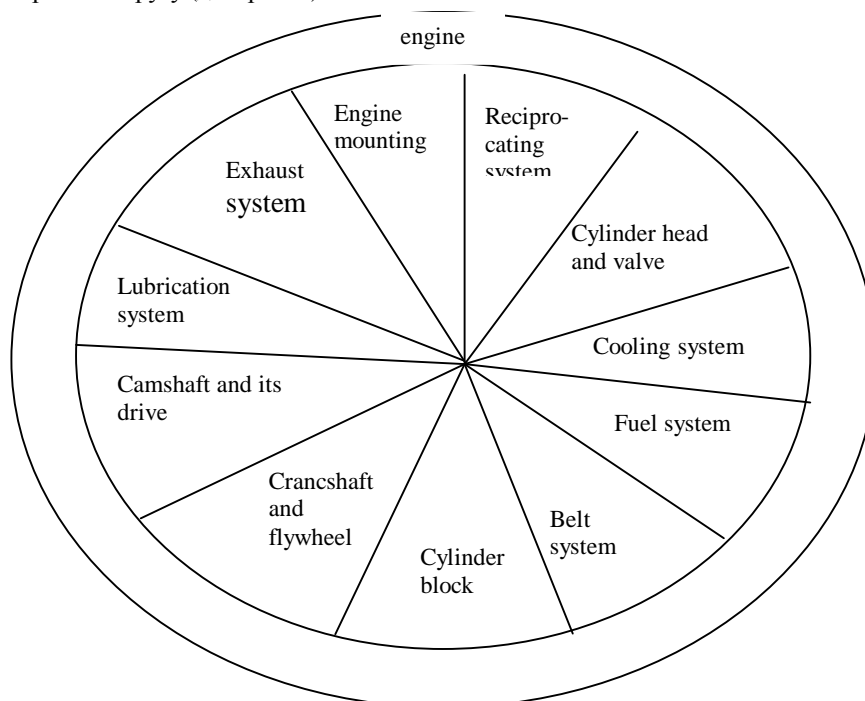 engine
Engine
mounting
Recipro-
cating
system
Exhaust
system
Cylinder head
and valve
Lubrication
system
Cooling system
Camshaft and its
drive
Fuel system
Crancshaft
and
flywheel
Belt
system
Cylinder
block